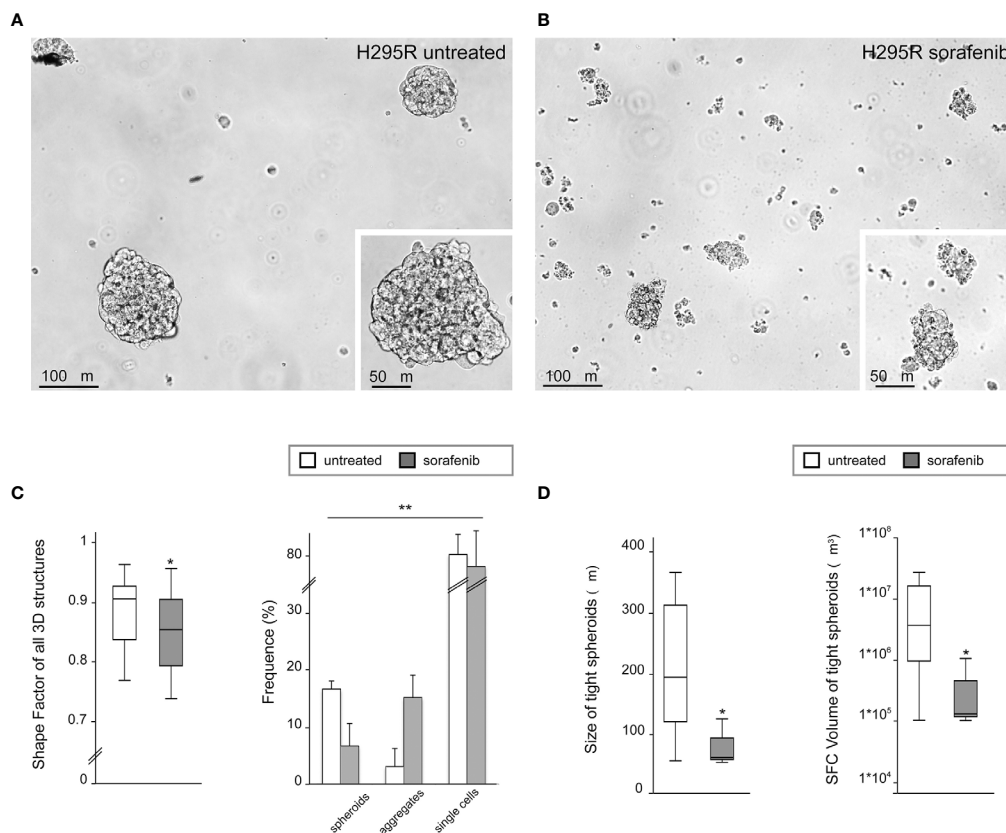 A
B
H295R untreated
H295R sorafenib
100 m
50 m
100 m
50 m
untreated sorafenib
untreated sorafenib
C
D
Shape Factor of all 3D structures
1
0.9
0.8
0.7
0
*
Frequence (%)
80
30
20
10
0
**
spheroids
aggregates
single cells
Size of tight spheroids ( m)
400
300
200
100
0
*
SFC Volume of tight spheroids ( m³)
1*10⁸
1*10⁷
1*10⁶
1*10⁵
1*10⁴
*